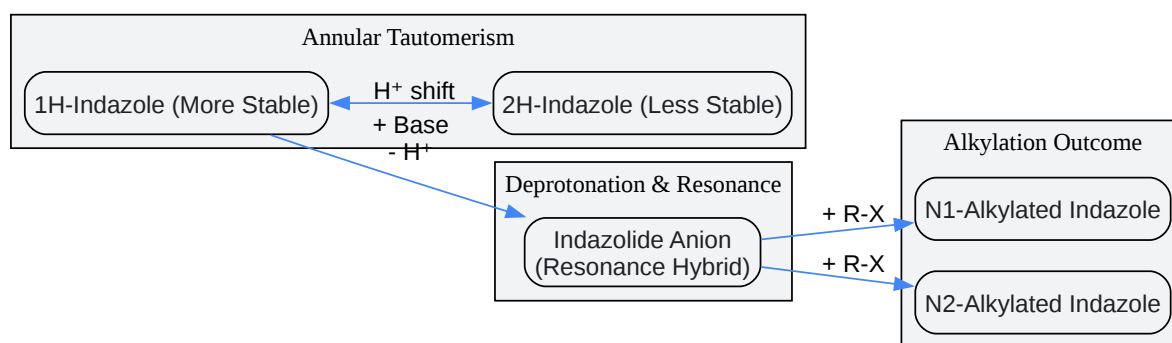 Annular Tautomerism
1H-Indazole (More Stable)
H⁺ shift
2H-Indazole (Less Stable)
+ Base
- H⁺
Deprotonation & Resonance
Indazolide Anion
(Resonance Hybrid)
+ R-X
+ R-X
Alkylation Outcome
N1-Alkylated Indazole
N2-Alkylated Indazole